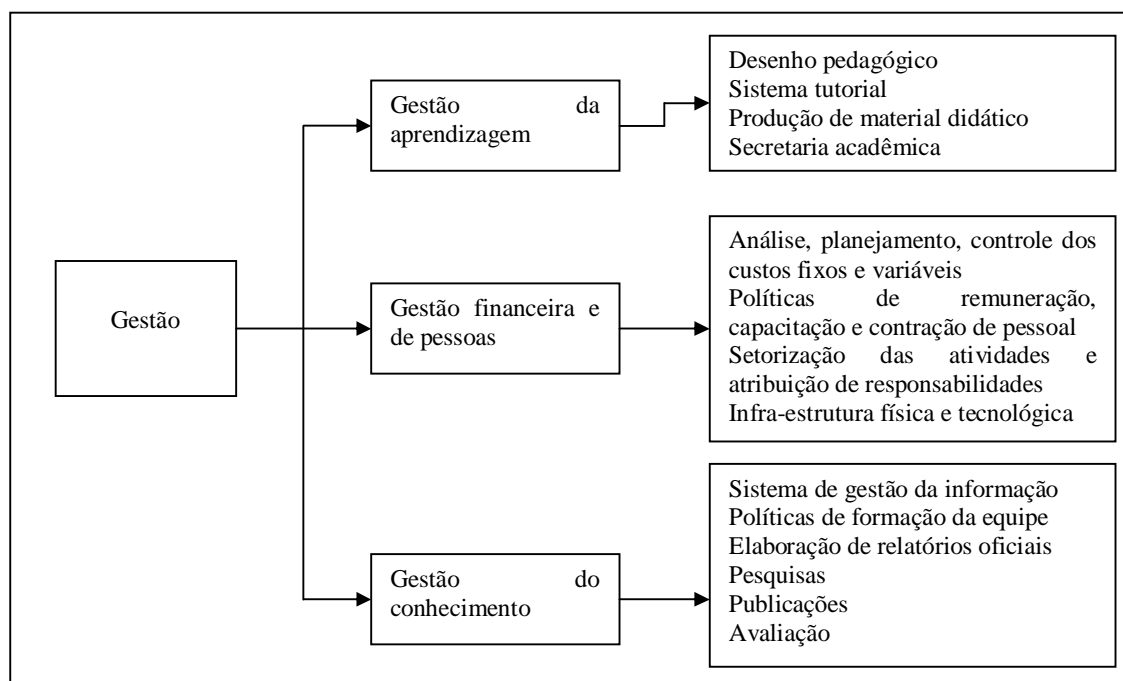 Gestão
Gestão da
aprendizagem
Desenho pedagógico
Sistema tutorial
Produção de material didático
Secretaria acadêmica
Gestão financeira e
de pessoas
Análise, planejamento, controle dos
custos fixos e variáveis
Políticas de remuneração,
capacitação e contração de pessoal
Setorização das atividades e
atribuição de responsabilidades
Infra-estrutura física e tecnológica
Gestão do
conhecimento
Sistema de gestão da informação
Políticas de formação da equipe
Elaboração de relatórios oficiais
Pesquisas
Publicações
Avaliação